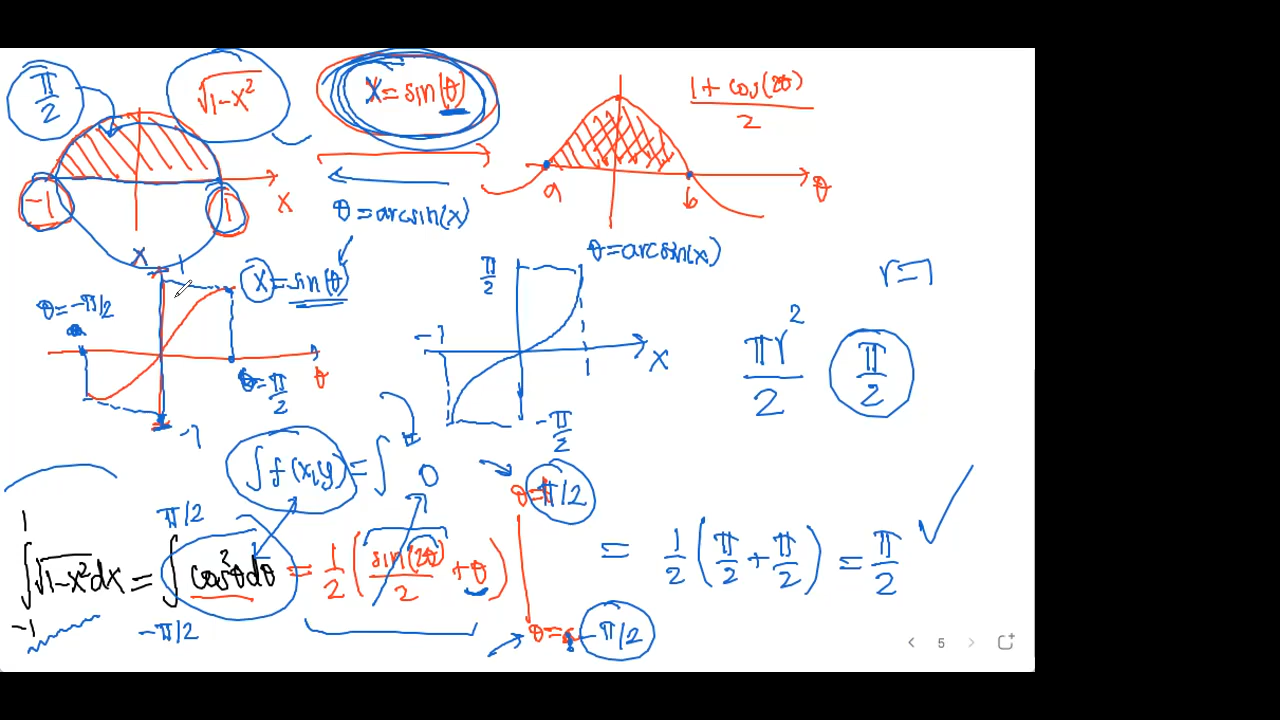 π/2
√1-x²
x = sin(θ)
1 + cos(2θ) / 2
-1
1
x
θ = arcsin(x)
a
b
θ
x
1
x = sin(θ)
θ = -π/2
θ
θ = π/2
-1
π/2
θ = arcsin(x)
-1
1
x
-π/2
r=1
πr²/2
π/2
∫f(x,y) = ∫
0
∫_{-1}^{1} √1-x² dx = ∫_{-π/2}^{π/2} cos²θ dθ = 1/2 ( sin(2θ)/2 + θ )
θ = π/2
θ = -π/2
= 1/2 ( π/2 + π/2 ) = π/2
5